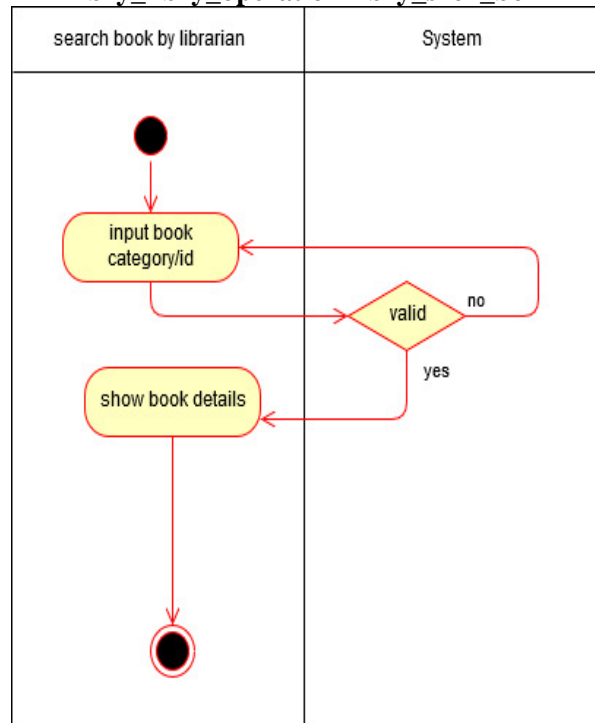 search book by librarian
System
input book
category/id
valid
no
yes
show book details